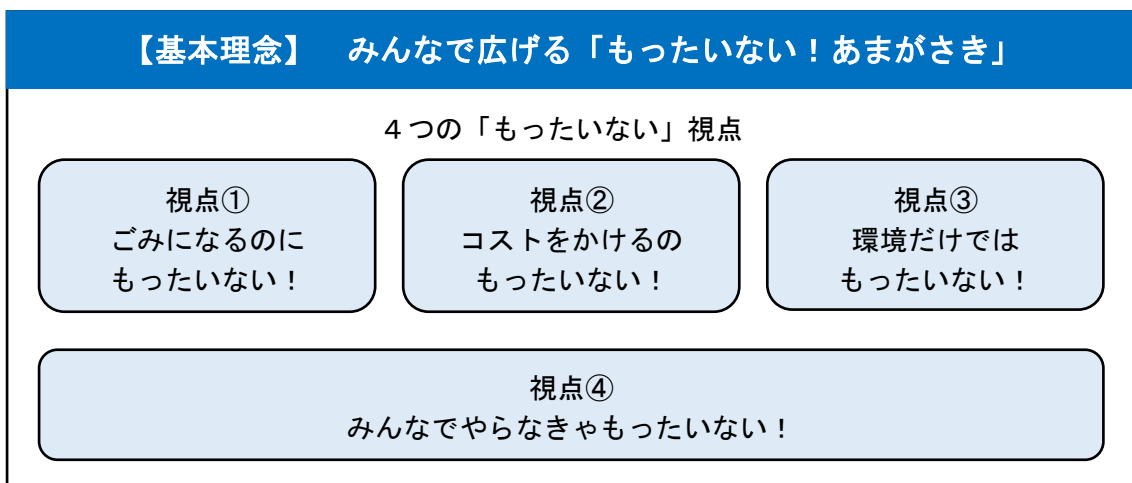 【基本理念】　みんなで広げる「もったいない！あまがさき」
４つの「もったいない」視点
視点①
ごみになるのに
もったいない！
視点②
コストをかけるの
もったいない！
視点③
環境だけでは
もったいない！
視点④
みんなでやらなきゃもったいない！